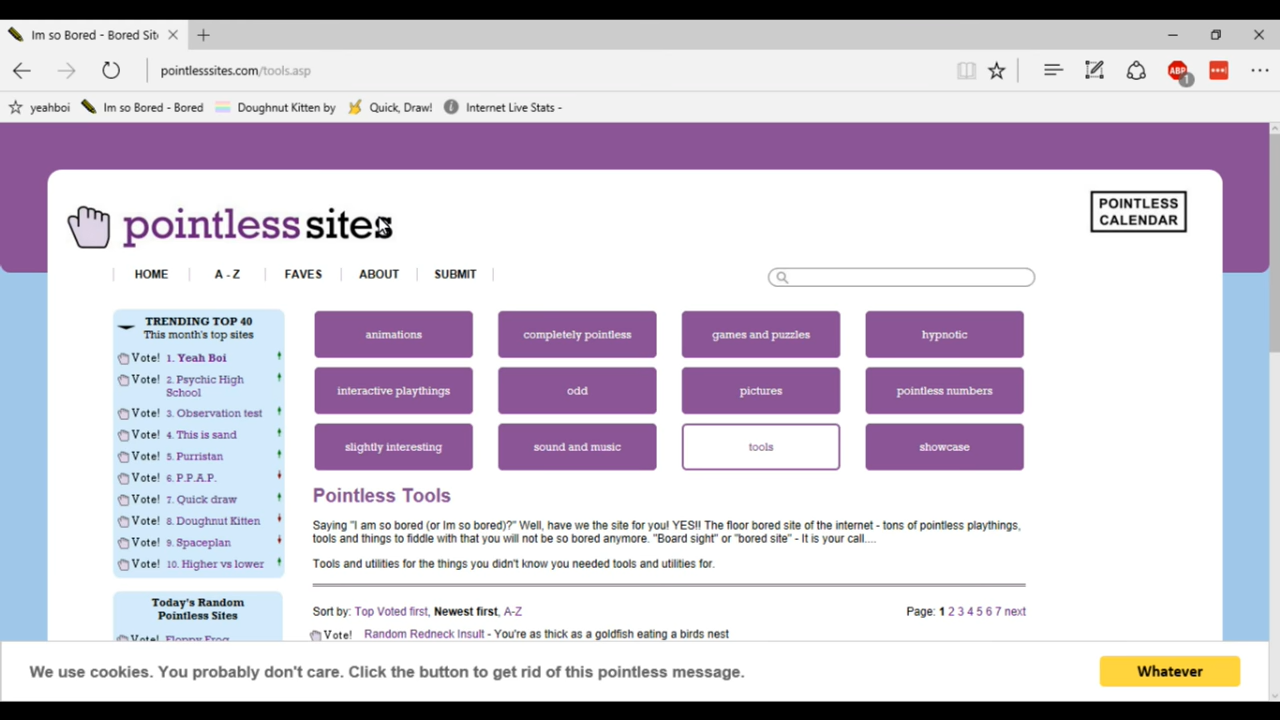 Im so Bored - Bored Sit
pointlesssites.com/tools.asp
ABP
1
yeahboi
Im so Bored - Bored
Doughnut Kitten by
Quick, Draw!
Internet Live Stats -
pointless sites
POINTLESS
CALENDAR
HOME
A - Z
FAVES
ABOUT
SUBMIT
TRENDING TOP 40
This month's top sites
Vote! 1. Yeah Boi
Vote! 2. Psychic High
School
Vote! 3. Observation test
Vote! 4. This is sand
Vote! 5. Purristan
Vote! 6. P.P.A.P.
Vote! 7. Quick draw
Vote! 8. Doughnut Kitten
Vote! 9. Spaceplan
Vote! 10. Higher vs lower
Today's Random
Pointless Sites
Vote! Floppy Frog
animations
completely pointless
games and puzzles
hypnotic
interactive playthings
odd
pictures
pointless numbers
slightly interesting
sound and music
tools
showcase
Pointless Tools
Saying "I am so bored (or Im so bored)?" Well, have we the site for you! YES!! The floor bored site of the internet - tons of pointless playthings,
tools and things to fiddle with that you will not be so bored anymore. "Board sight" or "bored site" - It is your call....
Tools and utilities for the things you didn't know you needed tools and utilities for.
Sort by: Top Voted first, Newest first, A-Z
Page: 1 2 3 4 5 6 7 next
Vote! Random Redneck Insult - You're as thick as a goldfish eating a birds nest
We use cookies. You probably don't care. Click the button to get rid of this pointless message.
Whatever